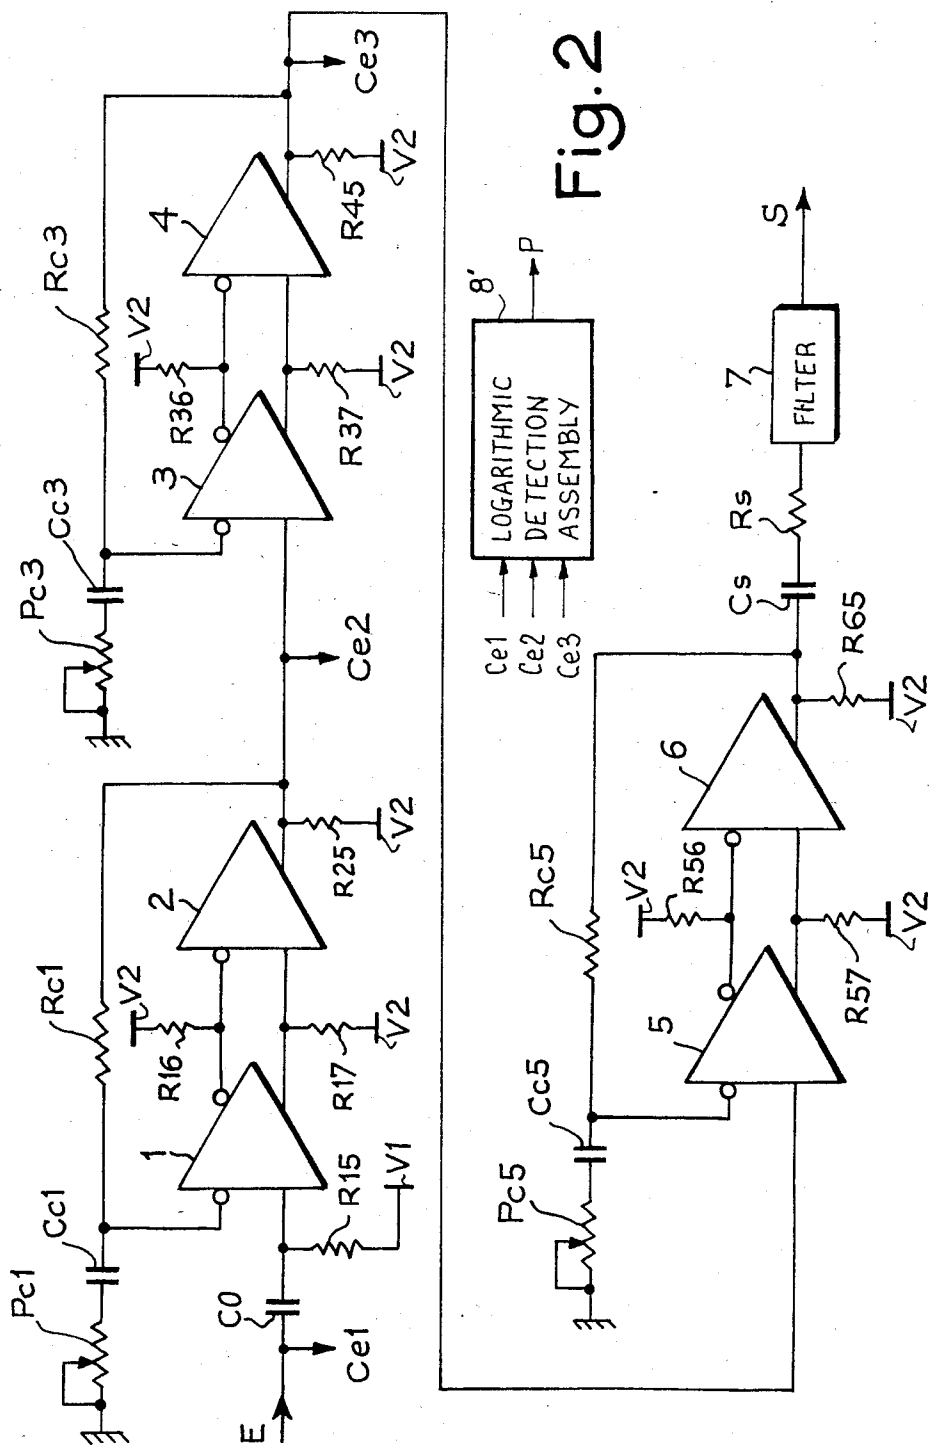 Pc1
Cc1
Rc1
V2
R16
1
2
E
Ce1
C0
R15
V1
R17
V2
R25
V2
Ce2
Pc3
Cc3
Rc3
V2
R36
3
4
R37
V2
R45
V2
Ce3
Ce1
Ce2
Ce3
LOGARITHMIC
DETECTION
ASSEMBLY
8'
P
Fig.2
Pc5
Cc5
Rc5
V2
R56
5
6
R57
V2
R65
V2
Cs
Rs
7
FILTER
S